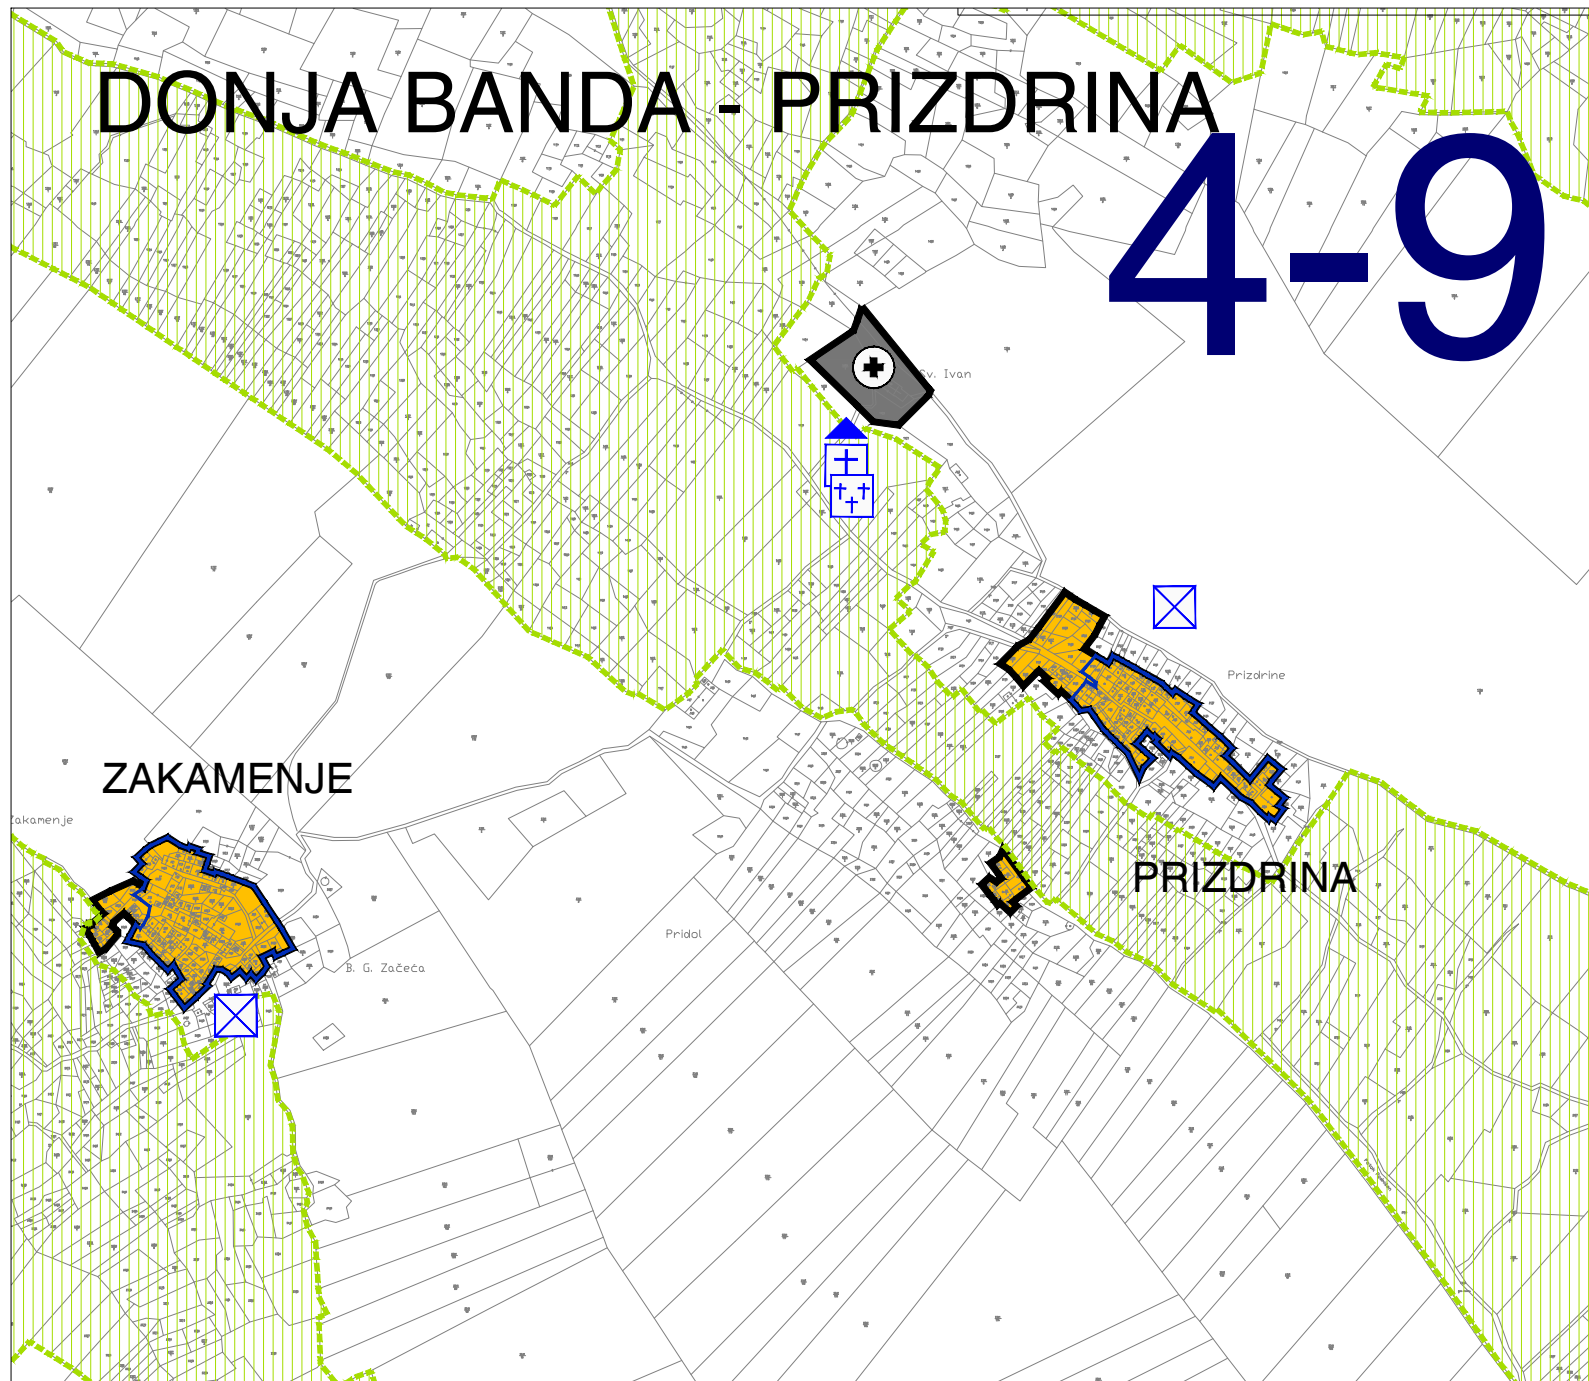 DONJA BANDA - PRIZDRINA
4-9
Sv. Ivan
Prizdrine
ZAKAMENJE
Zakamenje
PRIZDRINA
Pridol
B. G. Začeća